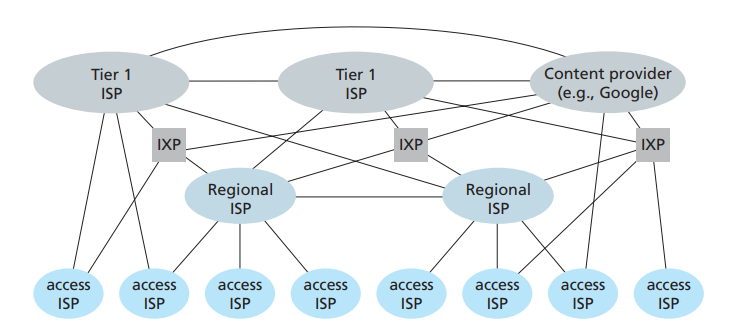 Tier 1
ISP
Tier 1
ISP
Content provider
(e.g., Google)
IXP
IXP
IXP
Regional
ISP
Regional
ISP
access
ISP
access
ISP
access
ISP
access
ISP
access
ISP
access
ISP
access
ISP
access
ISP